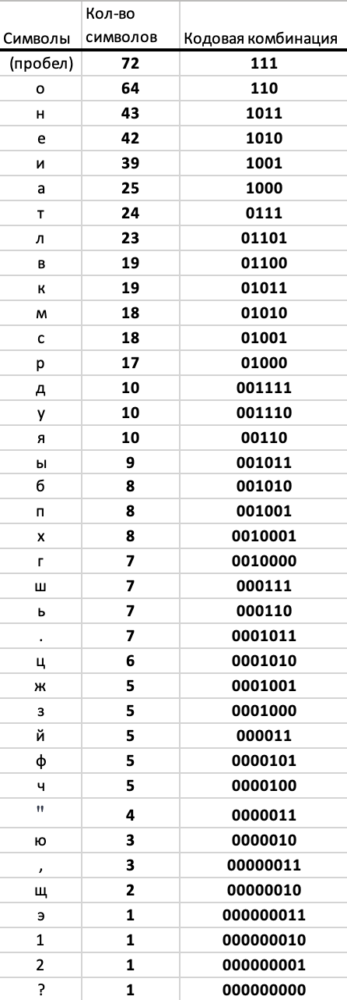 Символы Кол-во символов Кодовая комбинация
(пробел) 72 111
о 64 110
н 43 1011
е 42 1010
и 39 1001
а 25 1000
т 24 0111
л 23 01101
в 19 01100
к 19 01011
м 18 01010
с 18 01001
р 17 01000
д 10 001111
у 10 001110
я 10 00110
ы 9 001011
б 8 001010
п 8 001001
х 8 0010001
г 7 0010000
ш 7 000111
ь 7 000110
. 7 0001011
ц 6 0001010
ж 5 0001001
з 5 0001000
й 5 000011
ф 5 0000101
ч 5 0000100
" 4 0000011
ю 3 0000010
, 3 00000011
щ 2 00000010
э 1 000000011
1 1 000000010
2 1 000000001
? 1 000000000